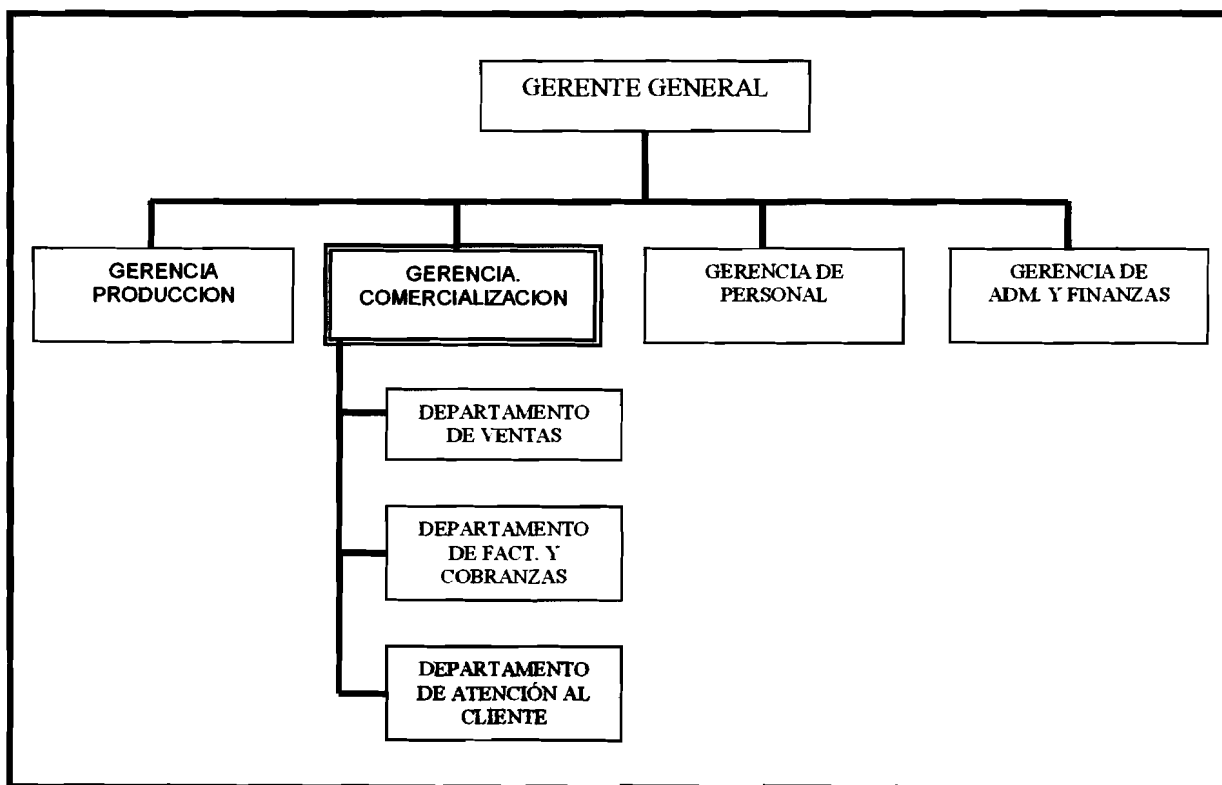 GERENTE GENERAL
GERENCIA
PRODUCCION
GERENCIA.
COMERCIALIZACION
GERENCIA DE
PERSONAL
GERENCIA DE
ADM. Y FINANZAS
DEPARTAMENTO
DE VENTAS
DEPARTAMENTO
DE FACT. Y
COBRANZAS
DEPARTAMENTO
DE ATENCIÓN AL
CLIENTE